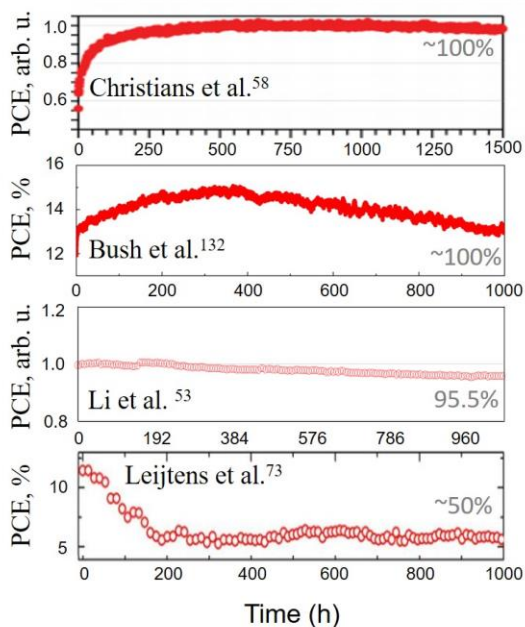 PCE, arb. u.
1.0
0.8
0.6
~100%
Christians et al.58
0 250 500 750 1000 1250 1500
PCE, %
16
14
12
Bush et al.132
~100%
0 200 400 600 800 1000
PCE, arb. u.
1.2
1.0
0.8
Li et al. 53
95.5%
0 192 384 576 786 960
PCE, %
10
5
Leijtens et al.73
~50%
0 200 400 600 800 1000
Time (h)